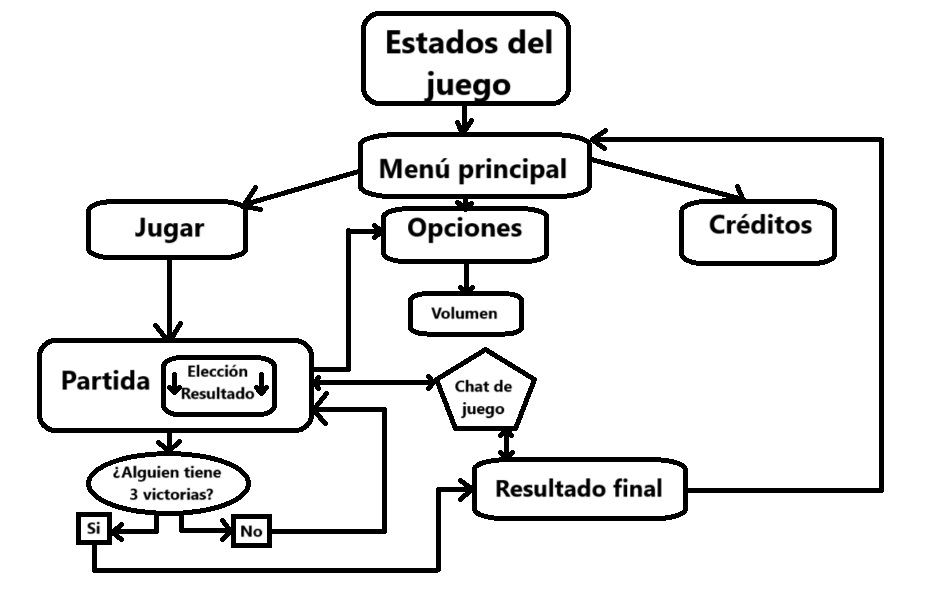 Estados del
juego
Menú principal
Jugar
Opciones
Créditos
Volumen
Partida
Elección
Resultado
Chat de
juego
¿Alguien tiene
3 victorias?
Si
No
Resultado final